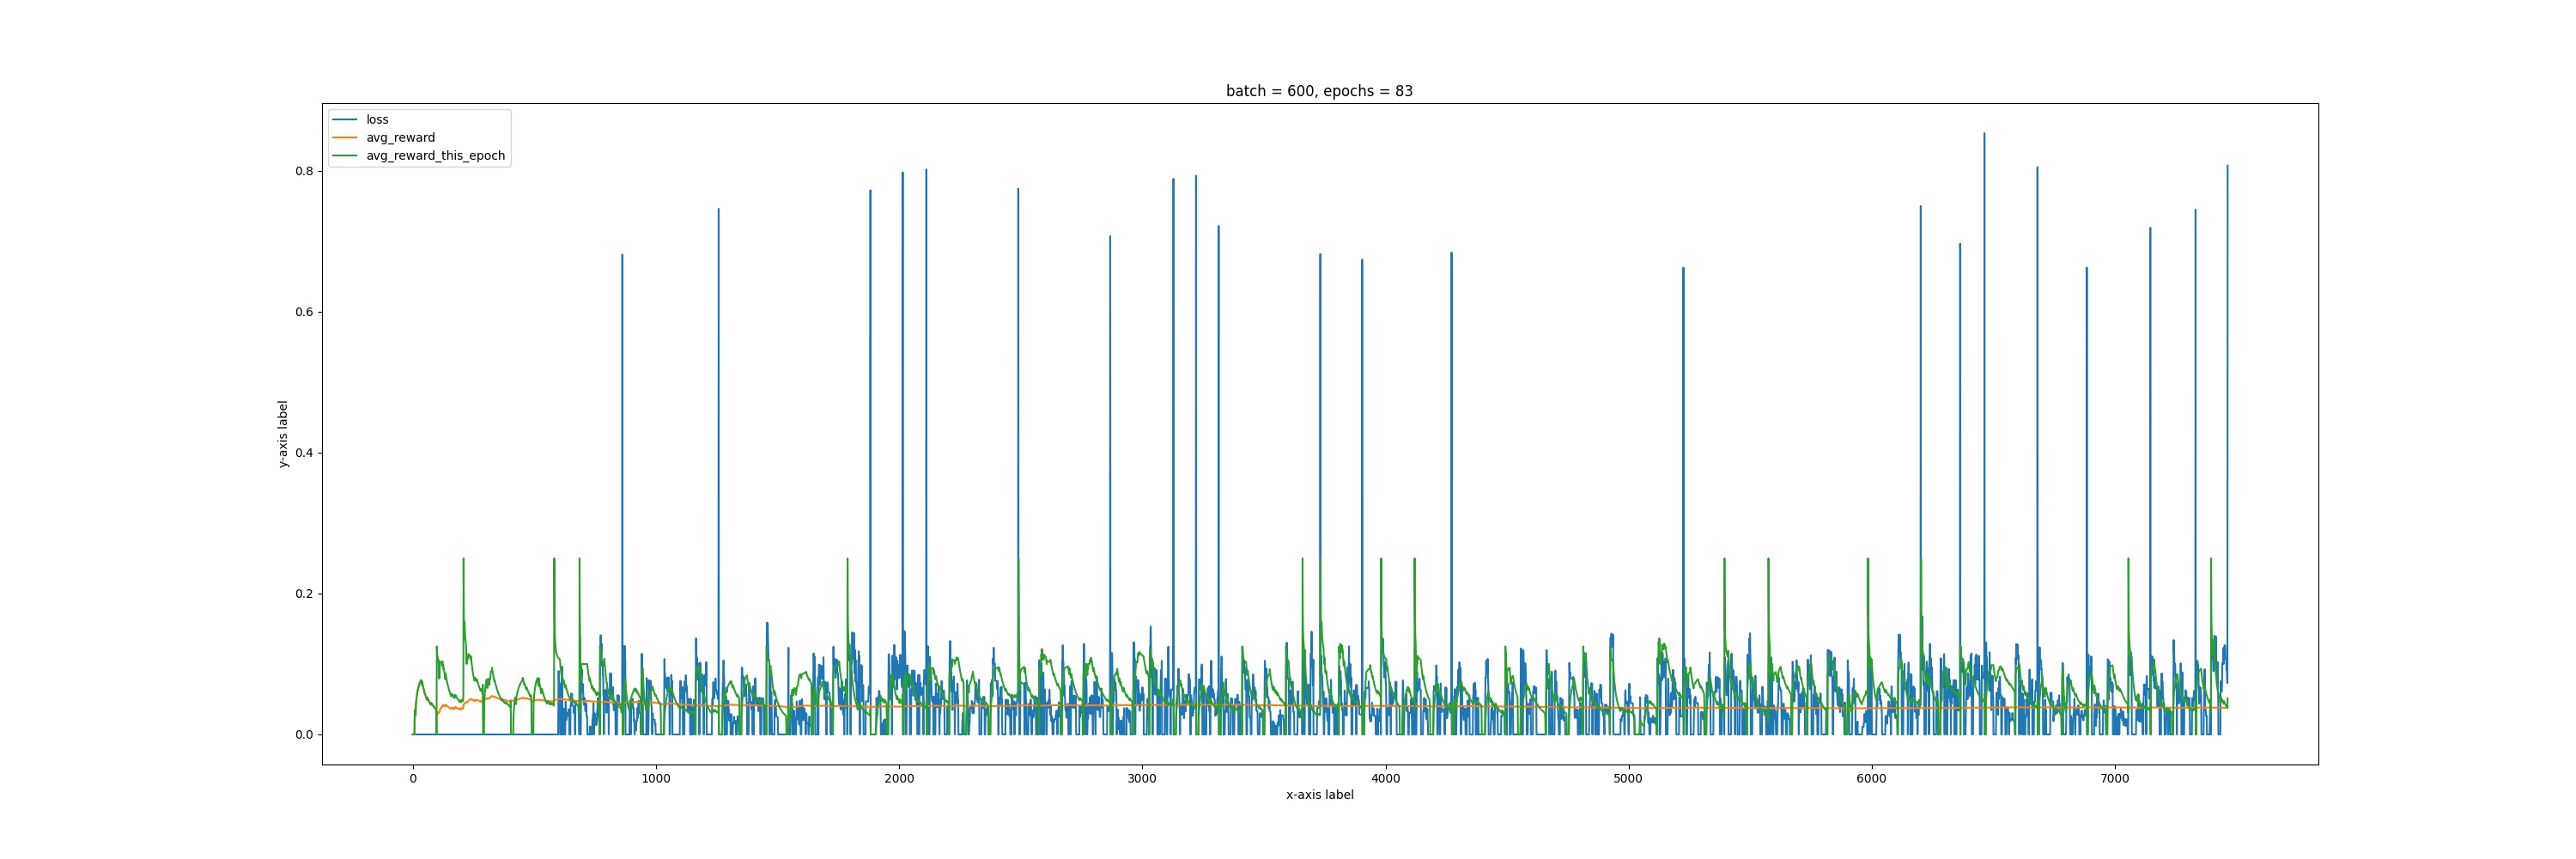 batch = 600, epochs = 83
loss
avg_reward
avg_reward_this_epoch
0.8
0.6
0.4
0.2
0.0
y-axis label
0 1000 2000 3000 4000 5000 6000 7000
x-axis label